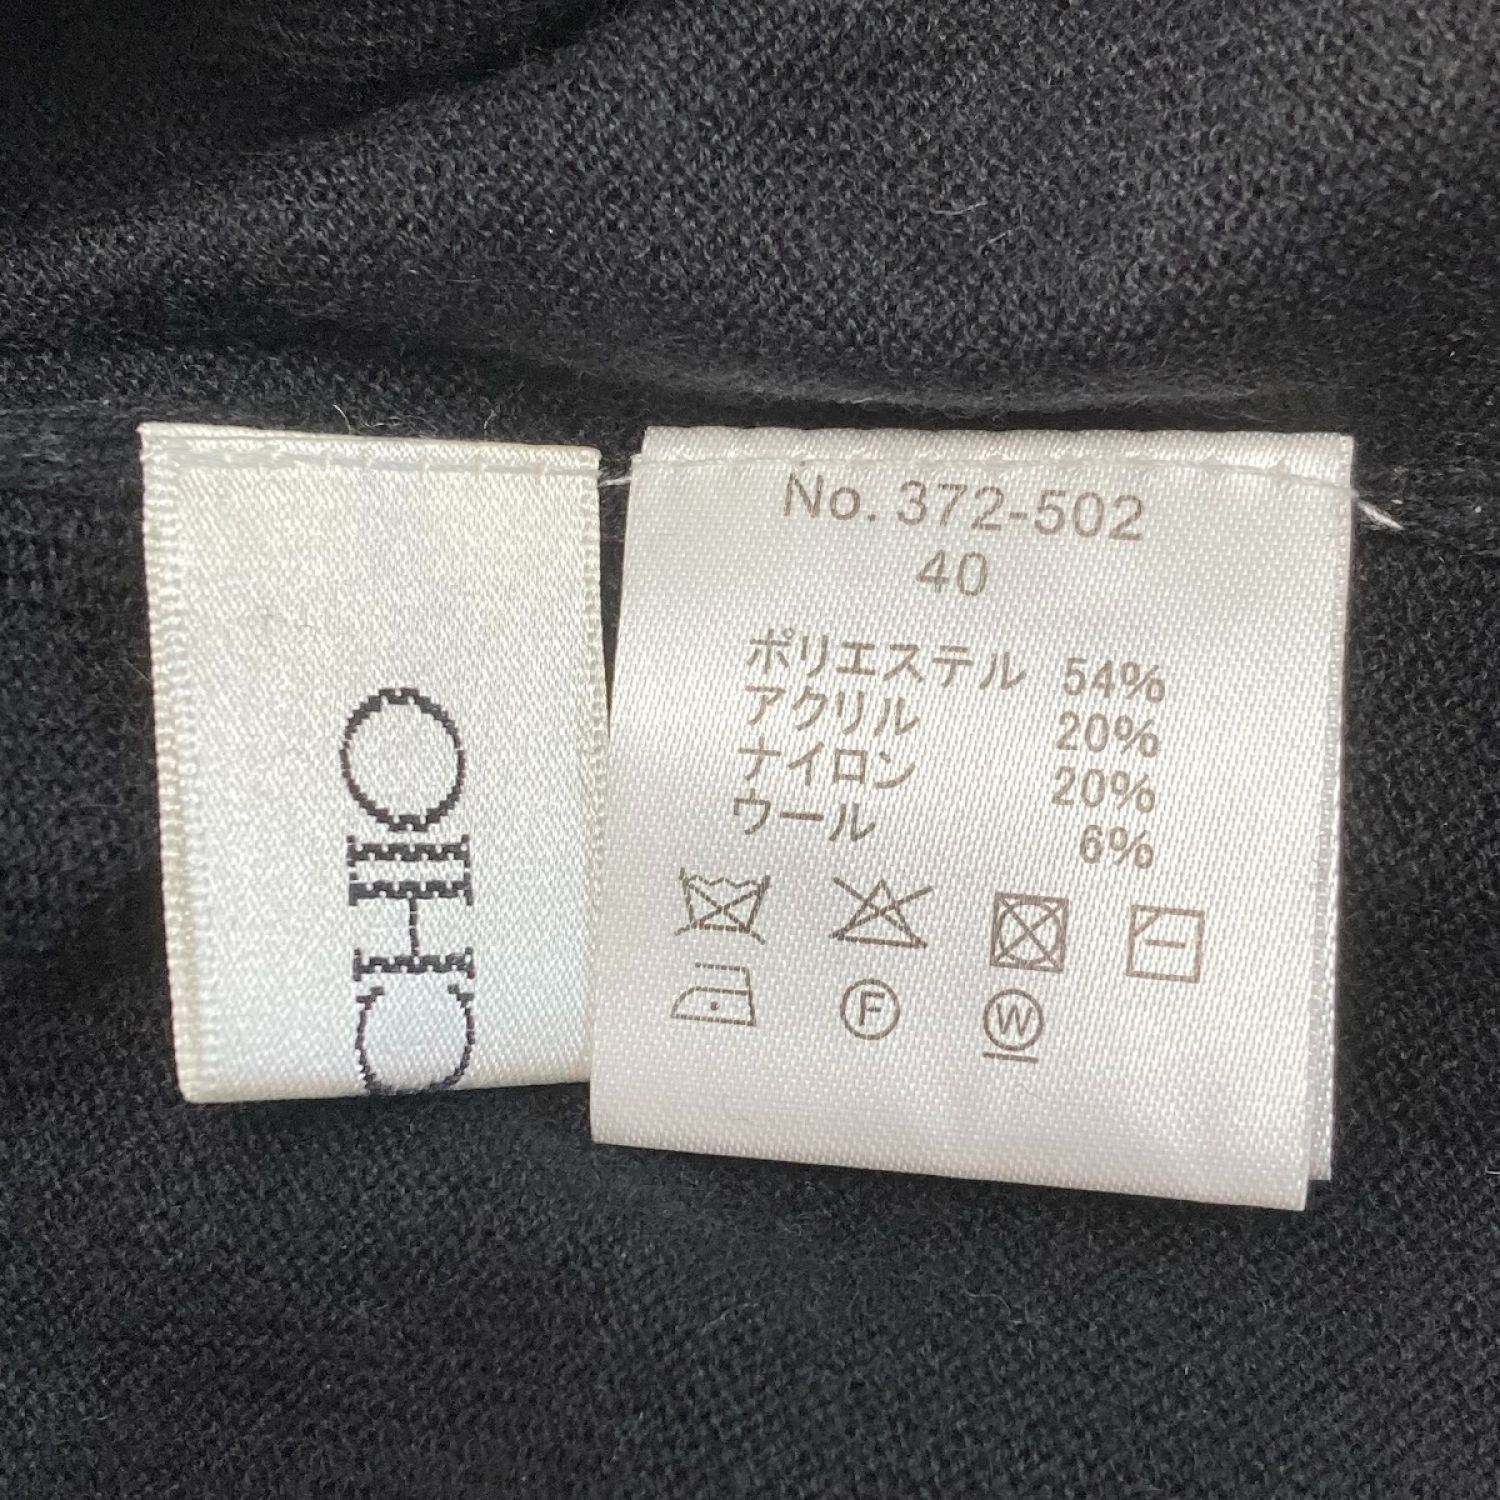 CHIO
No. 372-502
40
ポリエステル 54%
アクリル 20%
ナイロン 20%
ウール 6%
F
W